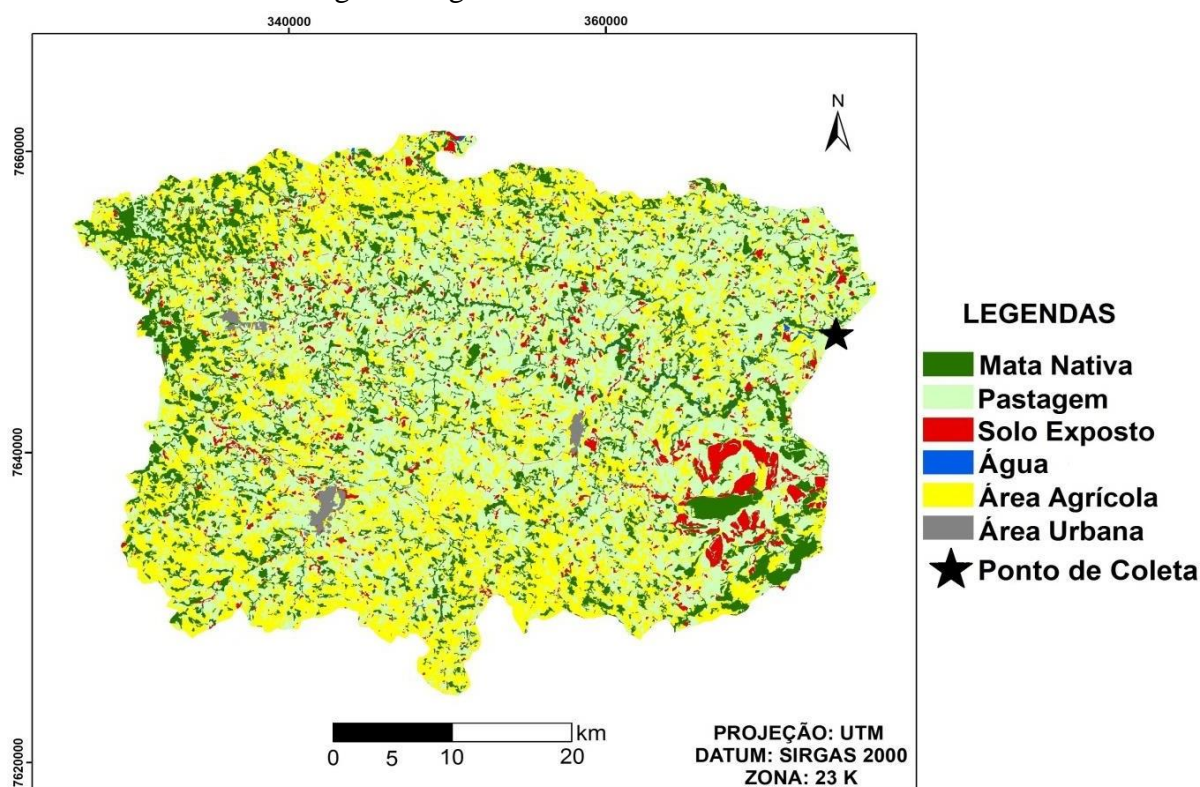 340000 360000
7660000
N
LEGENDAS
Mata Nativa
Pastagem
Solo Exposto
7640000
Água
Área Agrícola
Área Urbana
Ponto de Coleta
km
0 5 10 20
PROJEÇÃO: UTM
DATUM: SIRGAS 2000
ZONA: 23 K
7620000